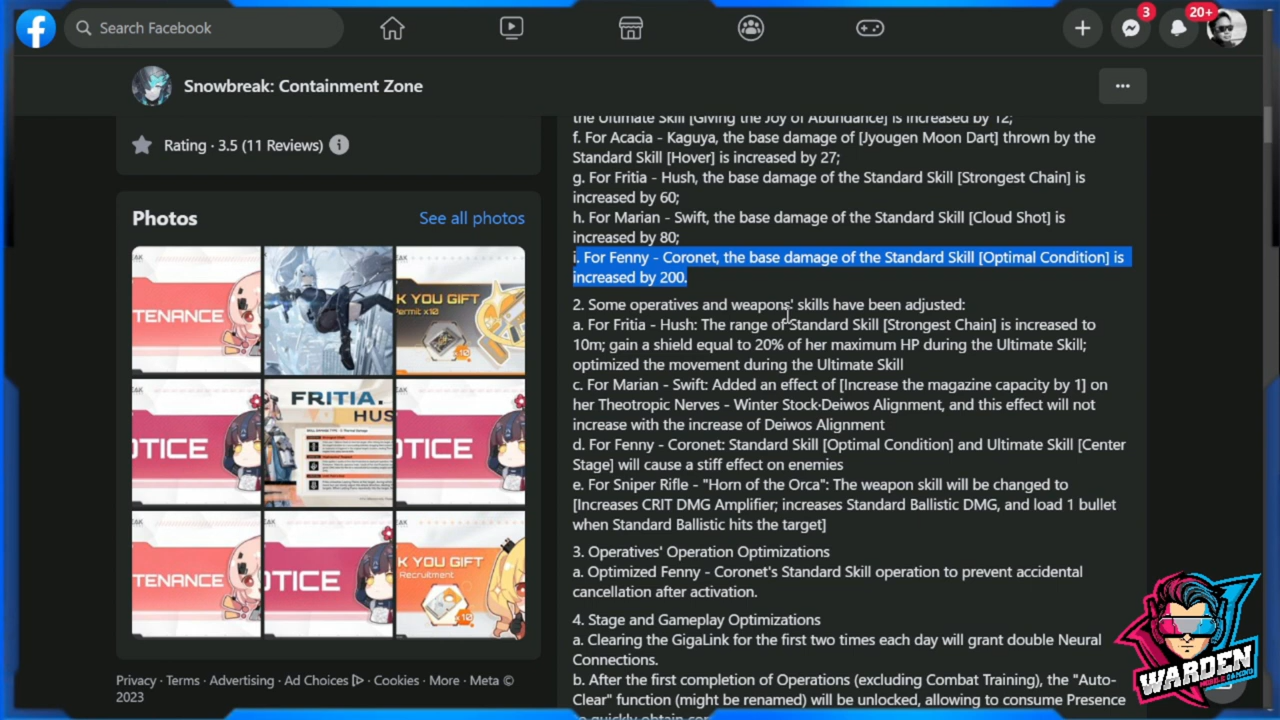 Search Facebook
3
20+
Snowbreak: Containment Zone
...
Rating · 3.5 (11 Reviews)
Photos
See all photos
TENANCE
K YOU GIFT
Permit x10
OTICE
FRITIA.
HUS
NOTICE
TENANCE
OTICE
K YOU GIFT
Recruitment
x10
Privacy · Terms · Advertising · Ad Choices · Cookies · More · Meta ©
2023
the Ultimate Skill [Giving the Joy of Abundance] is increased by 12;
f. For Acacia - Kaguya, the base damage of [Jyougen Moon Dart] thrown by the
Standard Skill [Hover] is increased by 27;
g. For Fritia - Hush, the base damage of the Standard Skill [Strongest Chain] is
increased by 60;
h. For Marian - Swift, the base damage of the Standard Skill [Cloud Shot] is
increased by 80;
i. For Fenny - Coronet, the base damage of the Standard Skill [Optimal Condition] is
increased by 200.
2. Some operatives and weapons' skills have been adjusted:
a. For Fritia - Hush: The range of Standard Skill [Strongest Chain] is increased to
10m; gain a shield equal to 20% of her maximum HP during the Ultimate Skill;
optimized the movement during the Ultimate Skill
c. For Marian - Swift: Added an effect of [Increase the magazine capacity by 1] on
her Theotropic Nerves - Winter Stock·Deiwos Alignment, and this effect will not
increase with the increase of Deiwos Alignment
d. For Fenny - Coronet: Standard Skill [Optimal Condition] and Ultimate Skill [Center
Stage] will cause a stiff effect on enemies
e. For Sniper Rifle - "Horn of the Orca": The weapon skill will be changed to
[Increases CRIT DMG Amplifier; increases Standard Ballistic DMG, and load 1 bullet
when Standard Ballistic hits the target]
3. Operatives' Operation Optimizations
a. Optimized Fenny - Coronet's Standard Skill operation to prevent accidental
cancellation after activation.
4. Stage and Gameplay Optimizations
a. Clearing the GigaLink for the first two times each day will grant double Neural
Connections.
b. After the first completion of Operations (excluding Combat Training), the "Auto-
Clear" function (might be renamed) will be unlocked, allowing to consume Presence
WARDEN
MOBILE GAMING